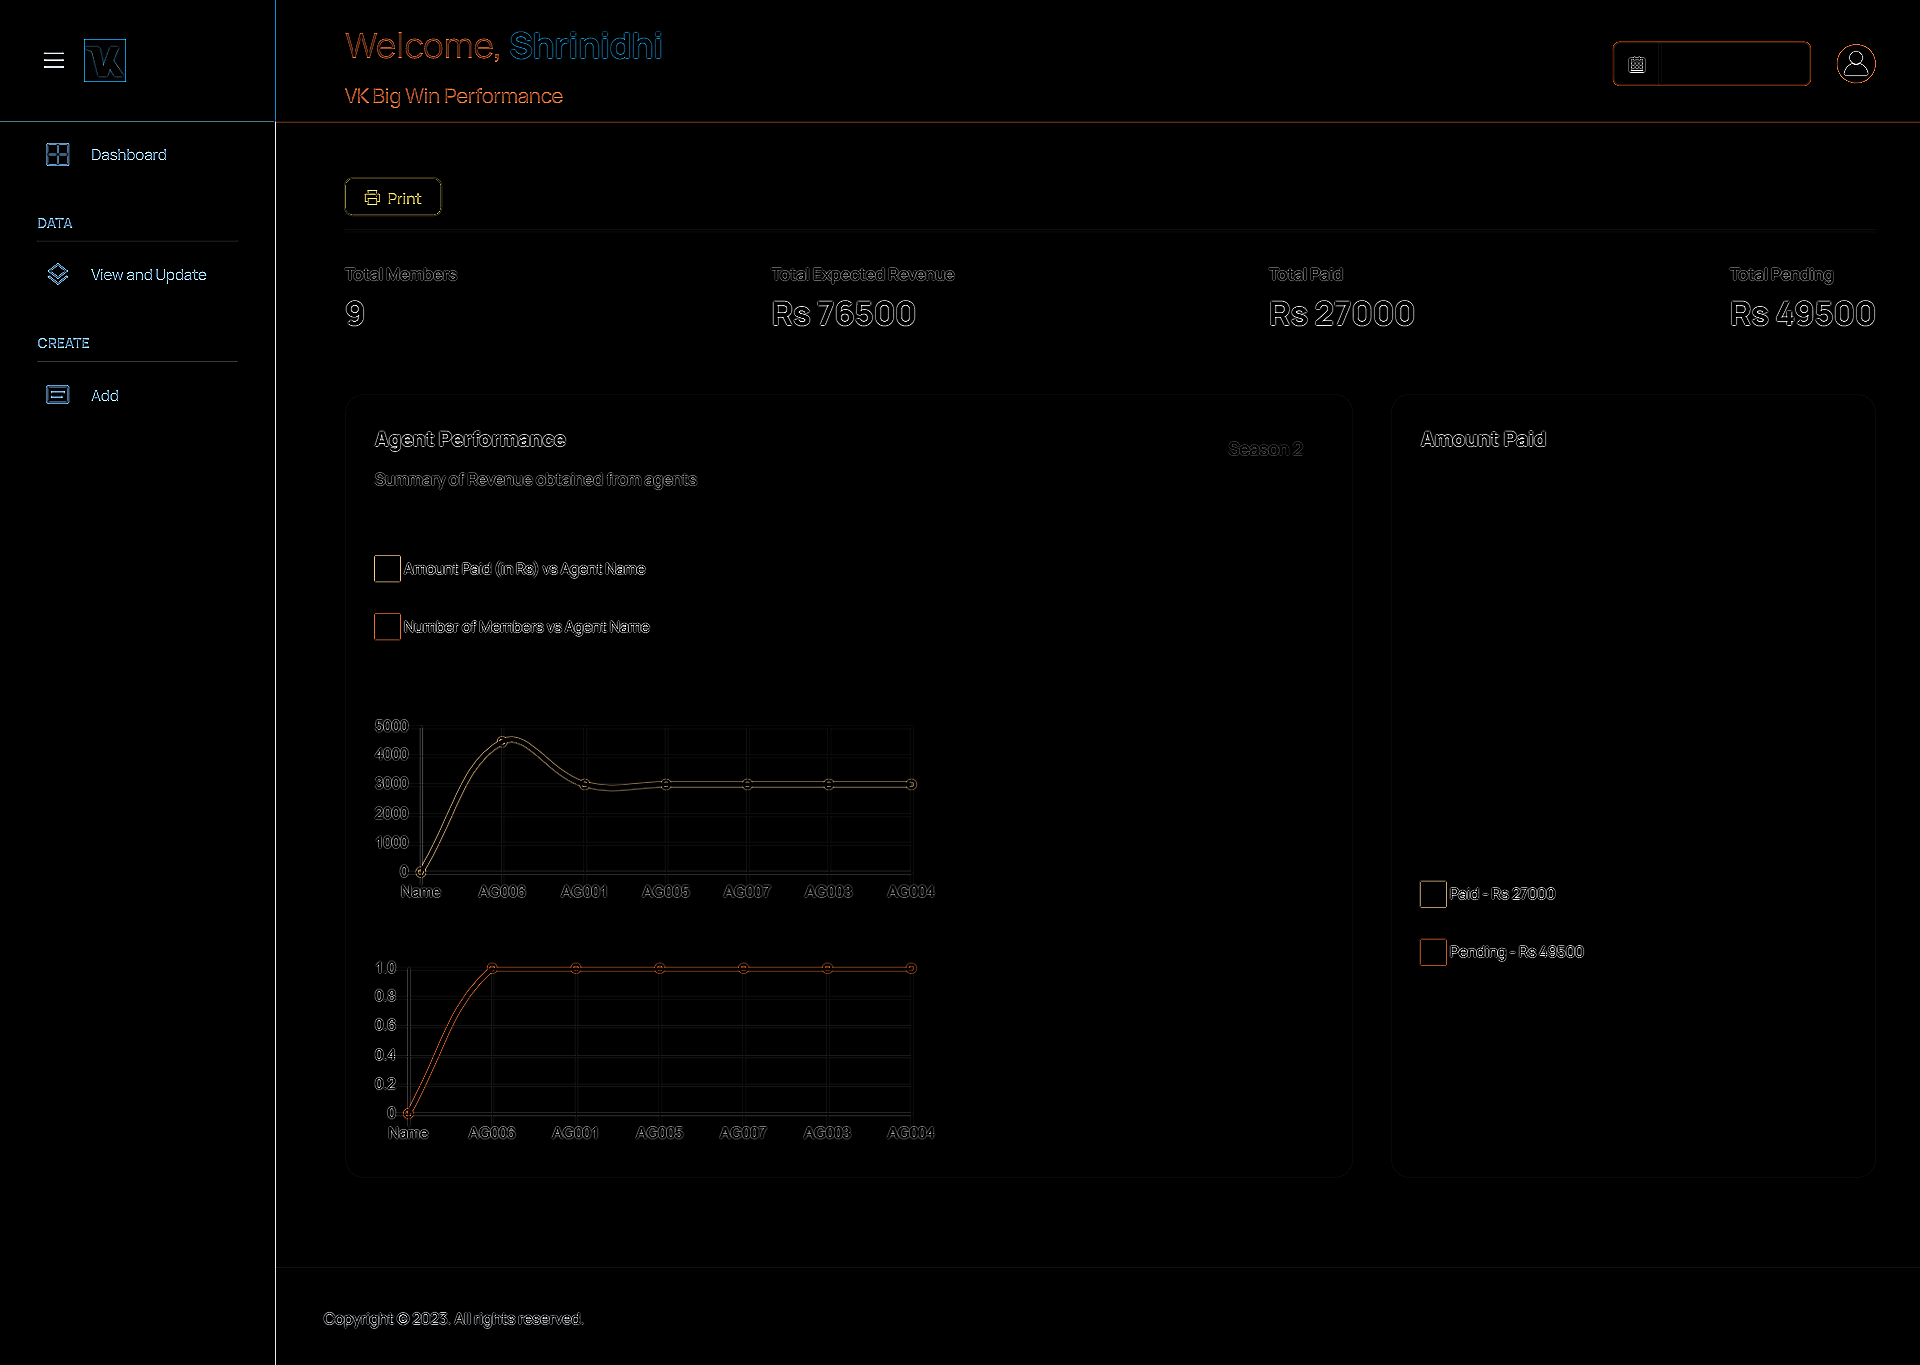 VK
Welcome, Shrinidhi
VK Big Win Performance
Dashboard
DATA
View and Update
CREATE
Add
Print
Total Members
9
Total Expected Revenue
Rs 76500
Total Paid
Rs 27000
Total Pending
Rs 49500
Agent Performance
Season 2
Summary of Revenue obtained from agents
Amount Paid (in Rs) vs Agent Name
Number of Members vs Agent Name
5000
4000
3000
2000
1000
0
Name AG006 AG001 AG005 AG007 AG003 AG004
1.0
0.8
0.6
0.4
0.2
0
Name AG006 AG001 AG005 AG007 AG003 AG004
Amount Paid
Paid - Rs 27000
Pending - Rs 49500
Copyright © 2023. All rights reserved.